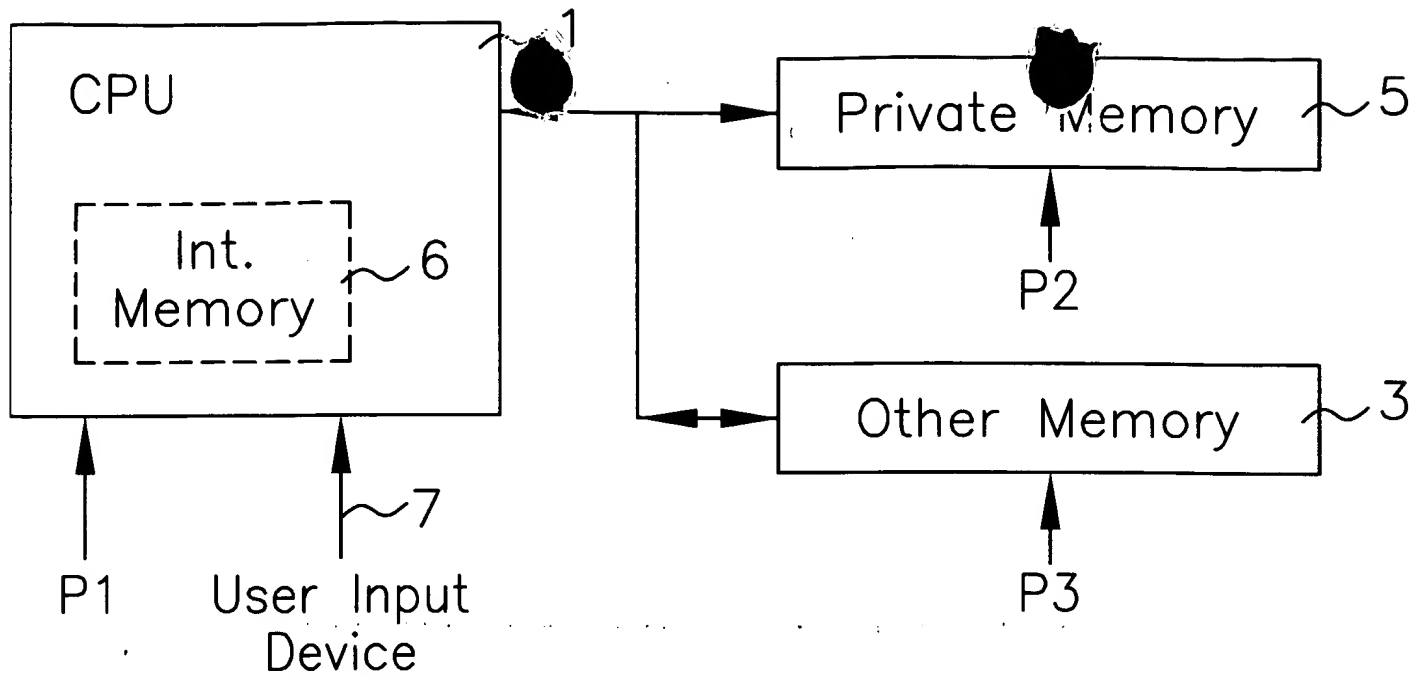 1
CPU
Private Memory
5
Int.
Memory
6
P2
Other Memory
3
7
P1
User Input
Device
P3